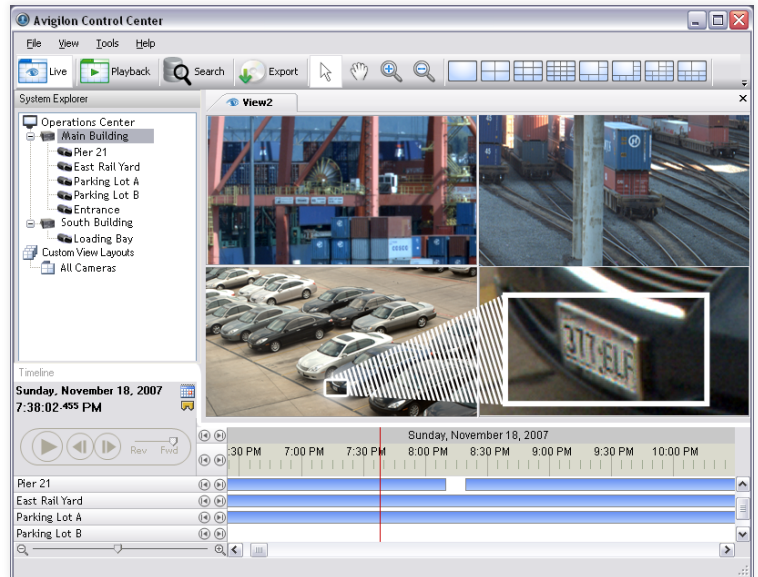 Avigilon Control Center
File View Tools Help
Live Playback Search Export
System Explorer
View2
Operations Center
Main Building
Pier 21
East Rail Yard
Parking Lot A
Parking Lot B
Entrance
South Building
Loading Bay
Custom View Layouts
All Cameras
377·ELF
Timeline
Sunday, November 18, 2007
7:38:02.455 PM
Rev Fwd
Sunday, November 18, 2007
:30 PM 7:00 PM 7:30 PM 8:00 PM 8:30 PM 9:00 PM 9:30 PM 10:00 PM
Pier 21
East Rail Yard
Parking Lot A
Parking Lot B